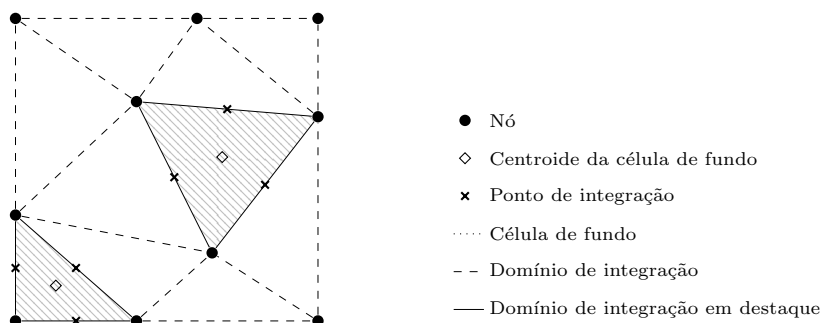 Nó
Centroide da célula de fundo
Ponto de integração
Célula de fundo
Domínio de integração
Domínio de integração em destaque